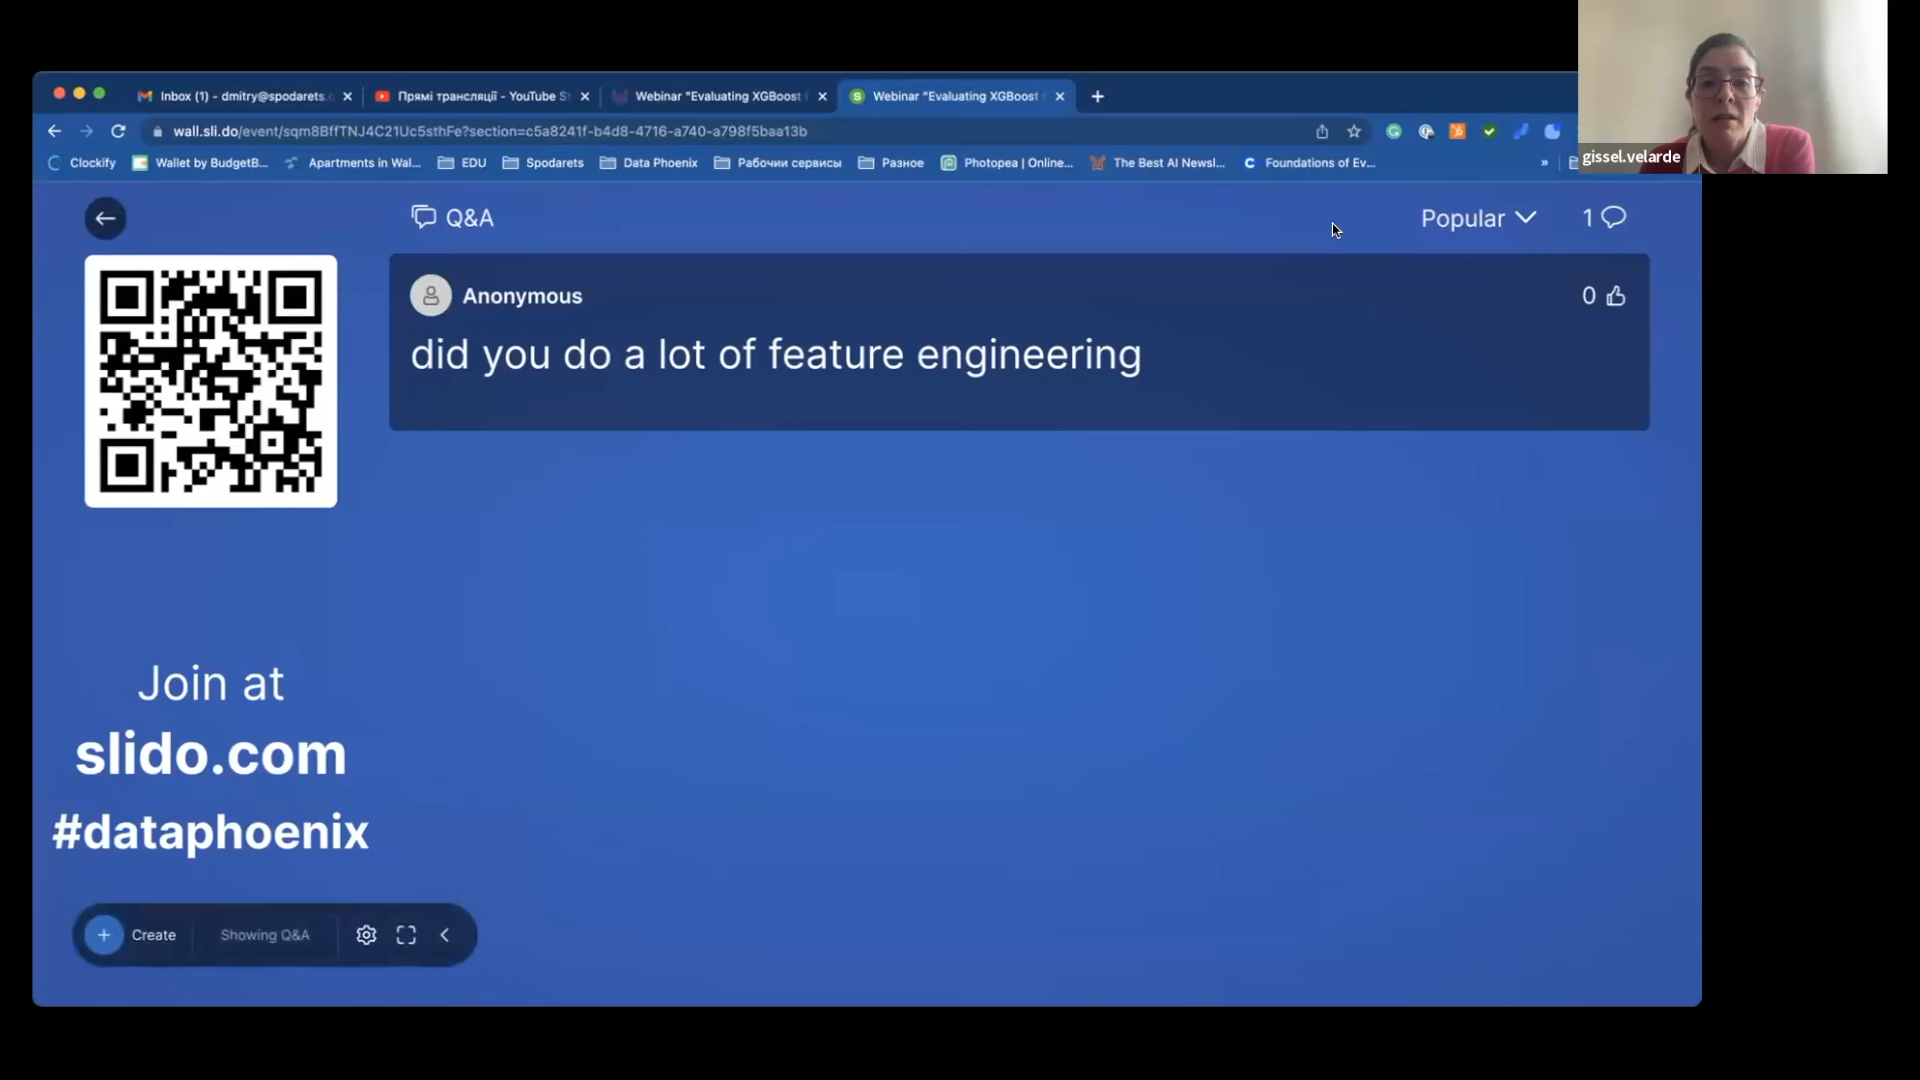 Inbox (1) - dmitry@spodarets.
Прямі трансляції - YouTube S
Webinar "Evaluating XGBoost
Webinar "Evaluating XGBoost
wall.sli.do/event/sqm8BffTNJ4C21Uc5sthFe?section=c5a8241f-b4d8-4716-a740-a798f5baa13b
Clockify
Wallet by BudgetB...
Apartments in Wal...
EDU
Spodarets
Data Phoenix
Рабочии сервисы
Разное
Photopea | Online...
The Best AI Newsl...
Foundations of Ev...
»
gissel.velarde
Q&A
Popular
1
Anonymous
0
did you do a lot of feature engineering
Join at
slido.com
#dataphoenix
Create
Showing Q&A